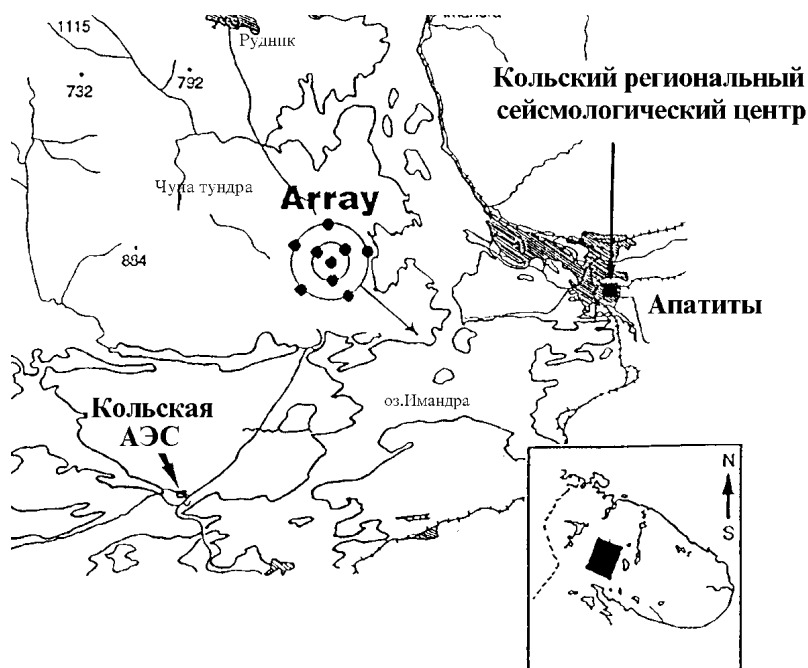 1115
Рудник
732
792
Кольский региональный
сейсмологический центр
Чуна тундра
Array
884
Апатиты
оз.Имандра
Кольская
АЭС
N
S